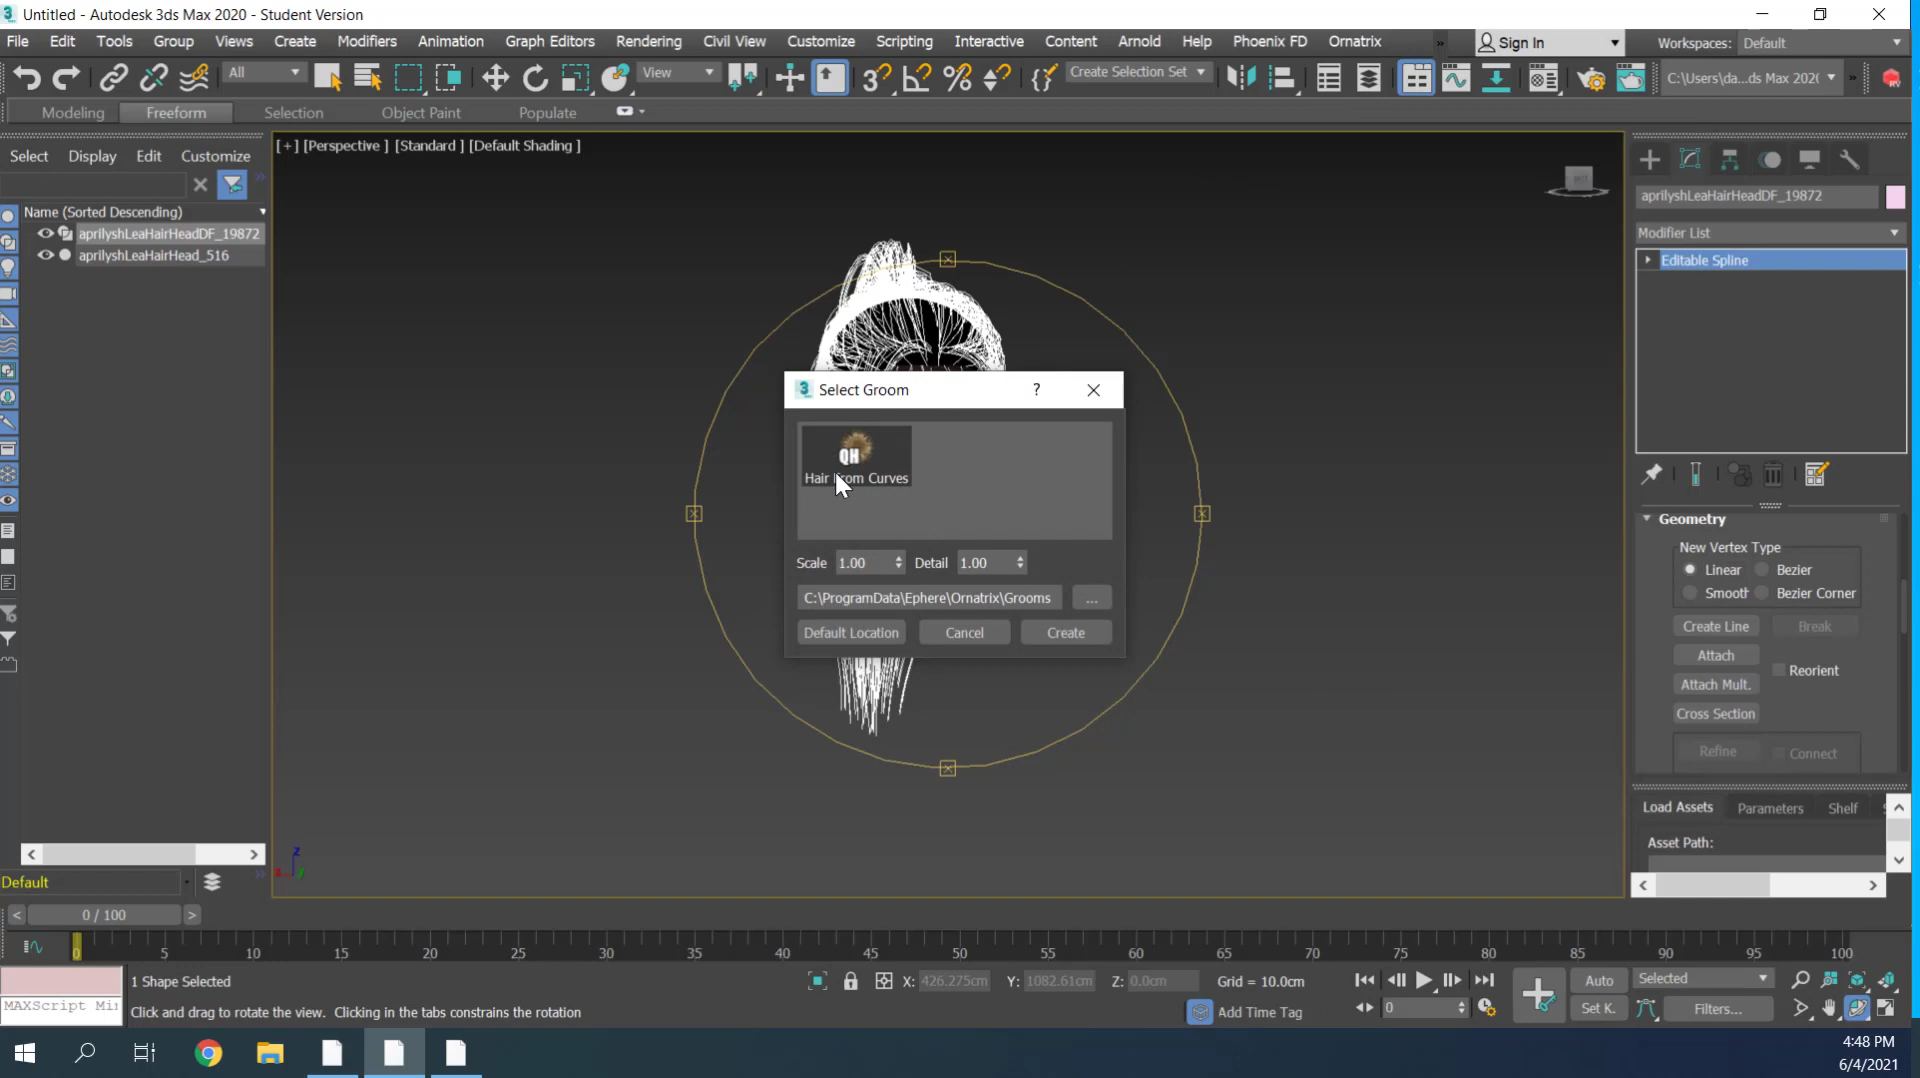 Untitled - Autodesk 3ds Max 2020 - Student Version
File Edit Tools Group Views Create Modifiers Animation Graph Editors Rendering Civil View Customize Scripting Interactive Content Arnold Help Phoenix FD Ornatrix » Sign In Workspaces: Default
All View Create Selection Set C:\Users\da...ds Max 202( »
Modeling Freeform Selection Object Paint Populate
Select Display Edit Customize
[+] [Perspective ] [Standard ] [Default Shading ]
Name (Sorted Descending)
aprilyshLeaHairHeadDF_19872
aprilyshLeaHairHead_516
aprilyshLeaHairHeadDF_19872
Modifier List
Editable Spline
Select Groom ?
QH
Hair From Curves
Scale 1.00 Detail 1.00
C:\ProgramData\Ephere\Ornatrix\Grooms ...
Default Location Cancel Create
Geometry
New Vertex Type
Linear Bezier
Smooth Bezier Corner
Create Line Break
Attach
Reorient
Attach Mult.
Cross Section
Refine Connect
Load Assets Parameters Shelf
Asset Path:
Default
< 0 / 100 >
0 5 10 15 20 25 30 35 40 45 50 55 60 65 70 75 80 85 90 95 100
1 Shape Selected X: 426.275cm Y: 1082.61cm Z: 0.0cm Grid = 10.0cm Auto Selected
MAXScript Mi Click and drag to rotate the view. Clicking in the tabs constrains the rotation Add Time Tag 0 Set K. Filters...
z
4:48 PM
6/4/2021